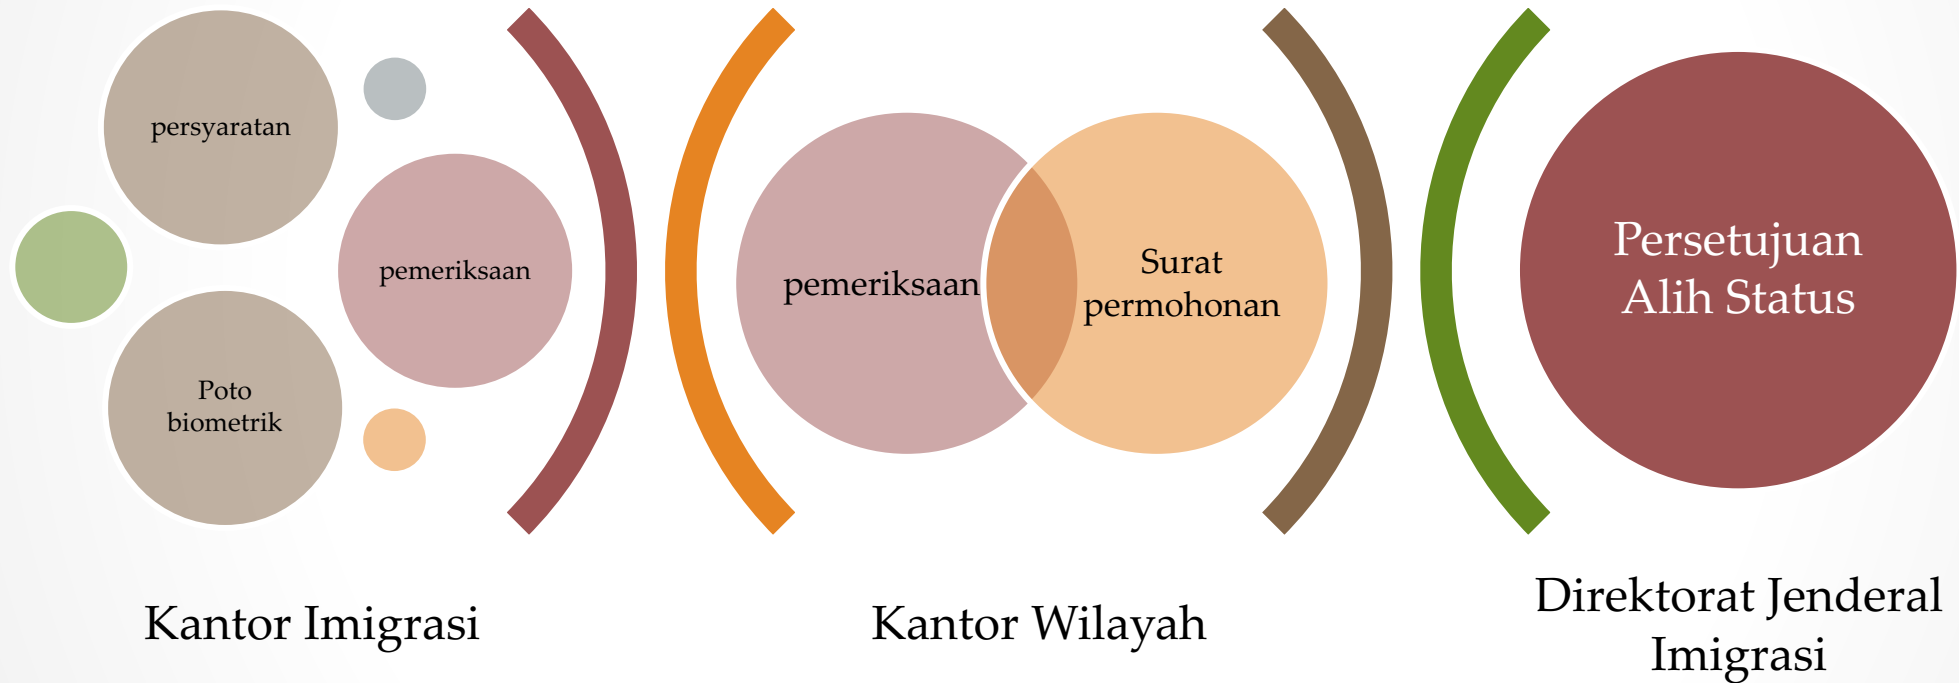 persyaratan
pemeriksaan
Poto
biometrik
Kantor Imigrasi
pemeriksaan
Surat
permohonan
Kantor Wilayah
Persetujuan
Alih Status
Direktorat Jenderal
Imigrasi